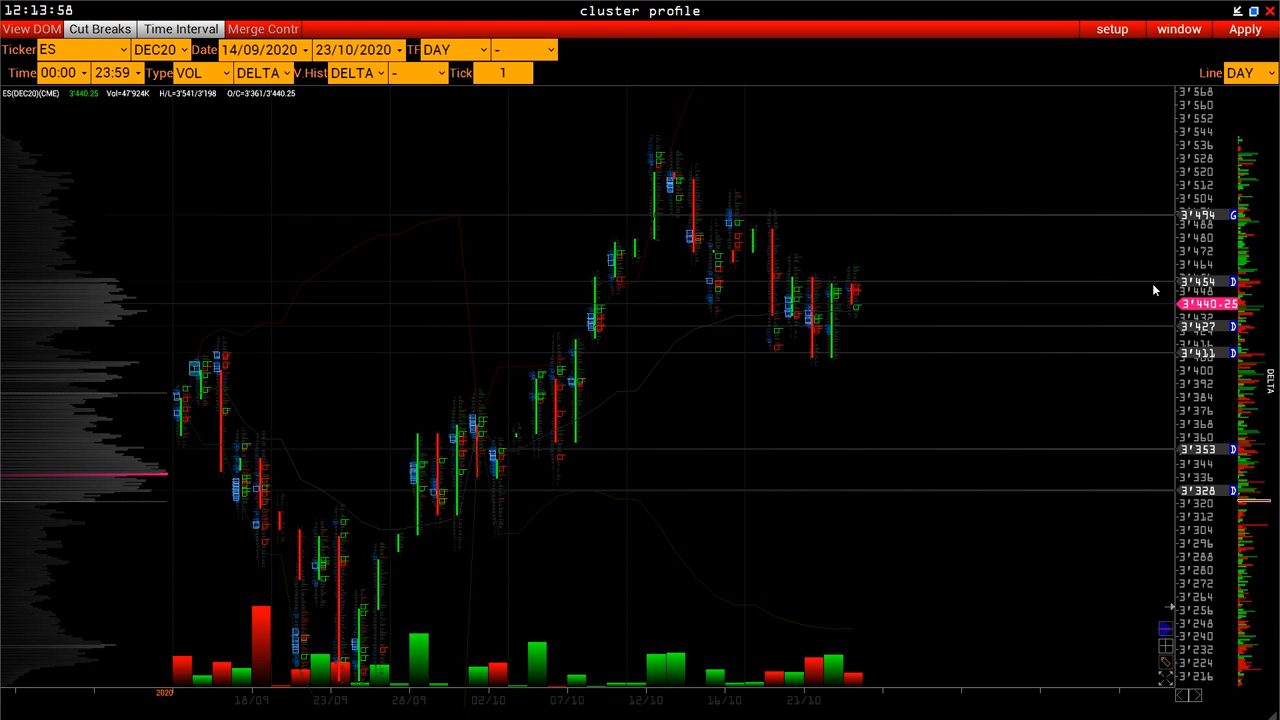 12:13:58 cluster profile
View DOM Cut Breaks Time Interval Merge Contr setup window Apply
Ticker ES DEC20 Date 14/09/2020 23/10/2020 TF DAY -
Time 00:00 23:59 Type VOL DELTA V.Hist DELTA - Tick 1 Line DAY
ES(DEC20)(CME) 3'440.25 Vol=47'924K H/L=3'541/3'198 O/C=3'361/3'440.25
3'568
3'560
3'552
3'544
3'536
3'528
3'520
3'512
3'504
3'494 G
3'488
3'480
3'472
3'464
3'454 D
3'448
3'440.25
3'432
3'427 D
3'411 D
3'400
3'392
3'384
3'376
3'368
3'360
3'353 D
3'344
3'336
3'328 D
3'320
3'312
3'304
3'296
3'288
3'280
3'272
3'264
3'256
3'248
3'240
3'232
3'224
3'216
DELTA
2020 18/09 23/09 28/09 02/10 07/10 12/10 16/10 21/10